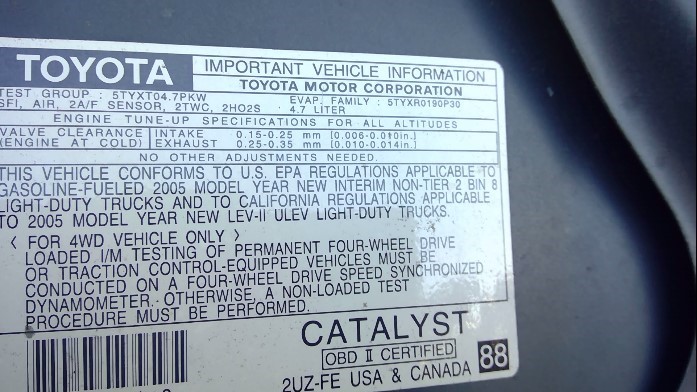 TOYOTA
IMPORTANT VEHICLE INFORMATION
TOYOTA MOTOR CORPORATION
TEST GROUP : 5TYXT04.7PKW EVAP. FAMILY : 5TYXR0190P30
SFI, AIR, 2A/F SENSOR, 2TWC, 2HO2S 4.7 LITER
ENGINE TUNE-UP SPECIFICATIONS FOR ALL ALTITUDES
VALVE CLEARANCE INTAKE 0.15-0.25 mm [0.006-0.010in.]
(ENGINE AT COLD) EXHAUST 0.25-0.35 mm [0.010-0.014in.]
NO OTHER ADJUSTMENTS NEEDED.
THIS VEHICLE CONFORMS TO U.S. EPA REGULATIONS APPLICABLE TO
GASOLINE-FUELED 2005 MODEL YEAR NEW INTERIM NON-TIER 2 BIN 8
LIGHT-DUTY TRUCKS AND TO CALIFORNIA REGULATIONS APPLICABLE
TO 2005 MODEL YEAR NEW LEV-II ULEV LIGHT-DUTY TRUCKS.
< FOR 4WD VEHICLE ONLY >
LOADED I/M TESTING OF PERMANENT FOUR-WHEEL DRIVE
OR TRACTION CONTROL-EQUIPPED VEHICLES MUST BE
CONDUCTED ON A FOUR-WHEEL DRIVE SPEED SYNCHRONIZED
DYNAMOMETER. OTHERWISE, A NON-LOADED TEST
PROCEDURE MUST BE PERFORMED.
CATALYST
OBD II CERTIFIED
88
2UZ-FE USA & CANADA